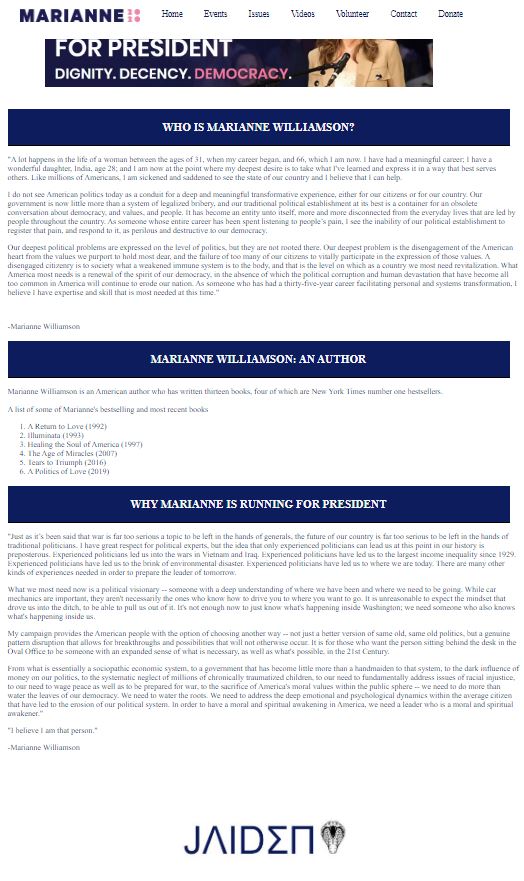 MARIANNE 2020
Home Events Issues Videos Volunteer Contact Donate
FOR PRESIDENT
DIGNITY. DECENCY. DEMOCRACY.
WHO IS MARIANNE WILLIAMSON?
"A lot happens in the life of a woman between the ages of 31, when my career began, and 66, which I am now. I have had a meaningful career; I have a
wonderful daughter, India, age 28; and I am now at the point where my deepest desire is to take what I've learned and express it in a way that best serves
others. Like millions of Americans, I am sickened and saddened to see the state of our country and I believe that I can help.
I do not see American politics today as a conduit for a deep and meaningful transformative experience, either for our citizens or for our country. Our
government is now little more than a system of legalized bribery, and our traditional political establishment at its best is a container for an obsolete
conversation about democracy, and values, and people. It has become an entity unto itself, more and more disconnected from the everyday lives that are led by
people throughout the country. As someone whose entire career has been spent listening to people's pain, I see the inability of our political establishment to
register that pain, and respond to it, as perilous and destructive to our democracy.
Our deepest political problems are expressed on the level of politics, but they are not rooted there. Our deepest problem is the disengagement of the American
heart from the values we purport to hold most dear, and the failure of too many of our citizens to vitally participate in the expression of those values. A
disengaged citizenry is to society what a weakened immune system is to the body, and that is the level on which as a country we most need revitalization. What
America most needs is a renewal of the spirit of our democracy, in the absence of which the political corruption and human devastation that have become all
too common in America will continue to erode our nation. As someone who has had a thirty-five-year career facilitating personal and systems transformation, I
believe I have expertise and skill that is most needed at this time."
-Marianne Williamson
MARIANNE WILLIAMSON: AN AUTHOR
Marianne Williamson is an American author who has written thirteen books, four of which are New York Times number one bestsellers.
A list of some of Marianne's bestselling and most recent books
1. A Return to Love (1992)
2. Illuminata (1993)
3. Healing the Soul of America (1997)
4. The Age of Miracles (2007)
5. Tears to Triumph (2016)
6. A Politics of Love (2019)
WHY MARIANNE IS RUNNING FOR PRESIDENT
"Just as it's been said that war is far too serious a topic to be left in the hands of generals, the future of our country is far too serious to be left in the hands of
traditional politicians. I have great respect for political experts, but the idea that only experienced politicians can lead us at this point in our history is
preposterous. Experienced politicians led us into the wars in Vietnam and Iraq. Experienced politicians have led us to the largest income inequality since 1929.
Experienced politicians have led us to the brink of environmental disaster. Experienced politicians have led us to where we are today. There are many other
kinds of experiences needed in order to prepare the leader of tomorrow.
What we most need now is a political visionary -- someone with a deep understanding of where we have been and where we need to be going. While car
mechanics are important, they aren't necessarily the ones who know how to drive you to where you want to go. It is unreasonable to expect the mindset that
drove us into the ditch, to be able to pull us out of it. It's not enough now to just know what's happening inside Washington; we need someone who also knows
what's happening inside us.
My campaign provides the American people with the option of choosing another way -- not just a better version of same old, same old politics, but a genuine
pattern disruption that allows for breakthroughs and possibilities that will not otherwise occur. It is for those who want the person sitting behind the desk in the
Oval Office to be someone with an expanded sense of what is necessary, as well as what's possible, in the 21st Century.
From what is essentially a sociopathic economic system, to a government that has become little more than a handmaiden to that system, to the dark influence of
money on our politics, to the systematic neglect of millions of chronically traumatized children, to our need to fundamentally address issues of racial injustice,
to our need to wage peace as well as to be prepared for war, to the sacrifice of America's moral values within the public sphere -- we need to do more than
water the leaves of our democracy. We need to water the roots. We need to address the deep emotional and psychological dynamics within the average citizen
that have led to the erosion of our political system. In order to have a moral and spiritual awakening in America, we need a leader who is a moral and spiritual
awakener."
"I believe I am that person."
-Marianne Williamson
JΛIDΣΠ